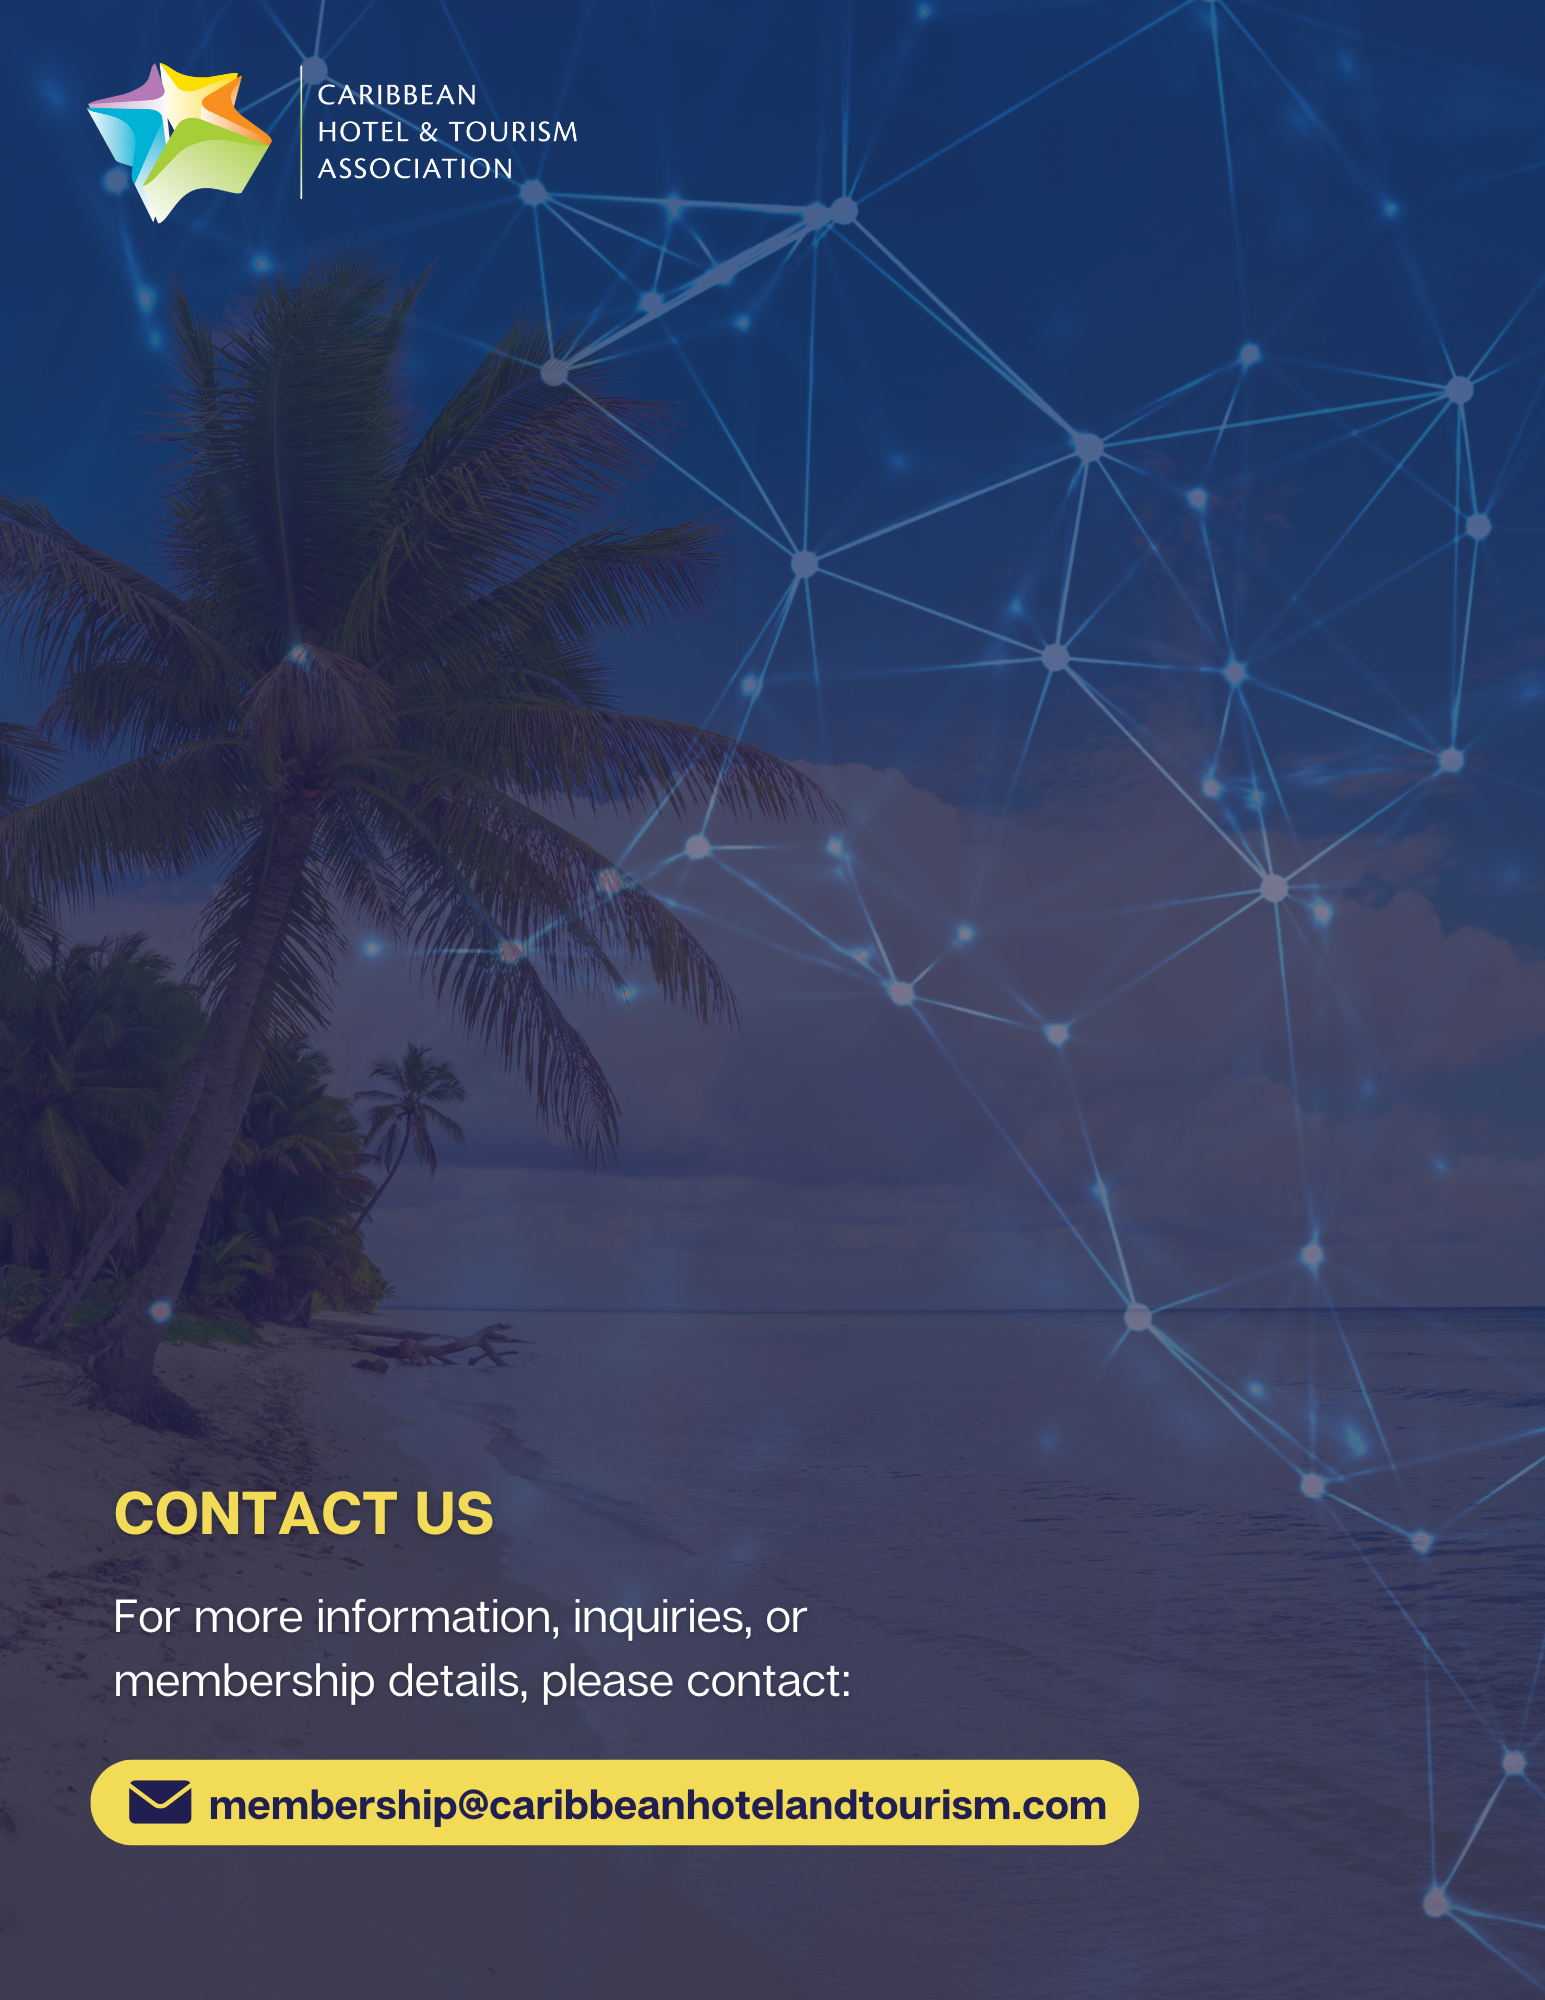 CARIBBEAN
HOTEL & TOURISM
ASSOCIATION
CONTACT US
For more information, inquiries, or
membership details, please contact:
membership@caribbeanhotelandtourism.com